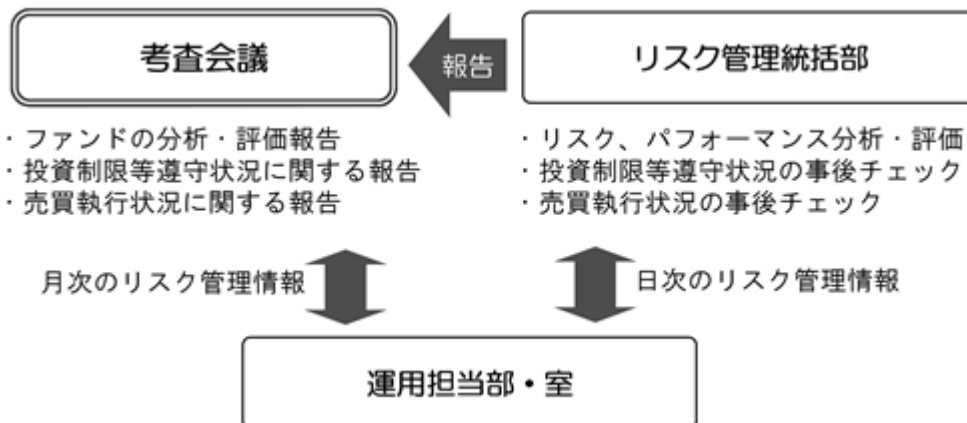 考査会議
報告
リスク管理統括部
・ファンドの分析・評価報告
・投資制限等遵守状況に関する報告
・売買執行状況に関する報告
・リスク、パフォーマンス分析・評価
・投資制限等遵守状況の事後チェック
・売買執行状況の事後チェック
月次のリスク管理情報
日次のリスク管理情報
運用担当部・室